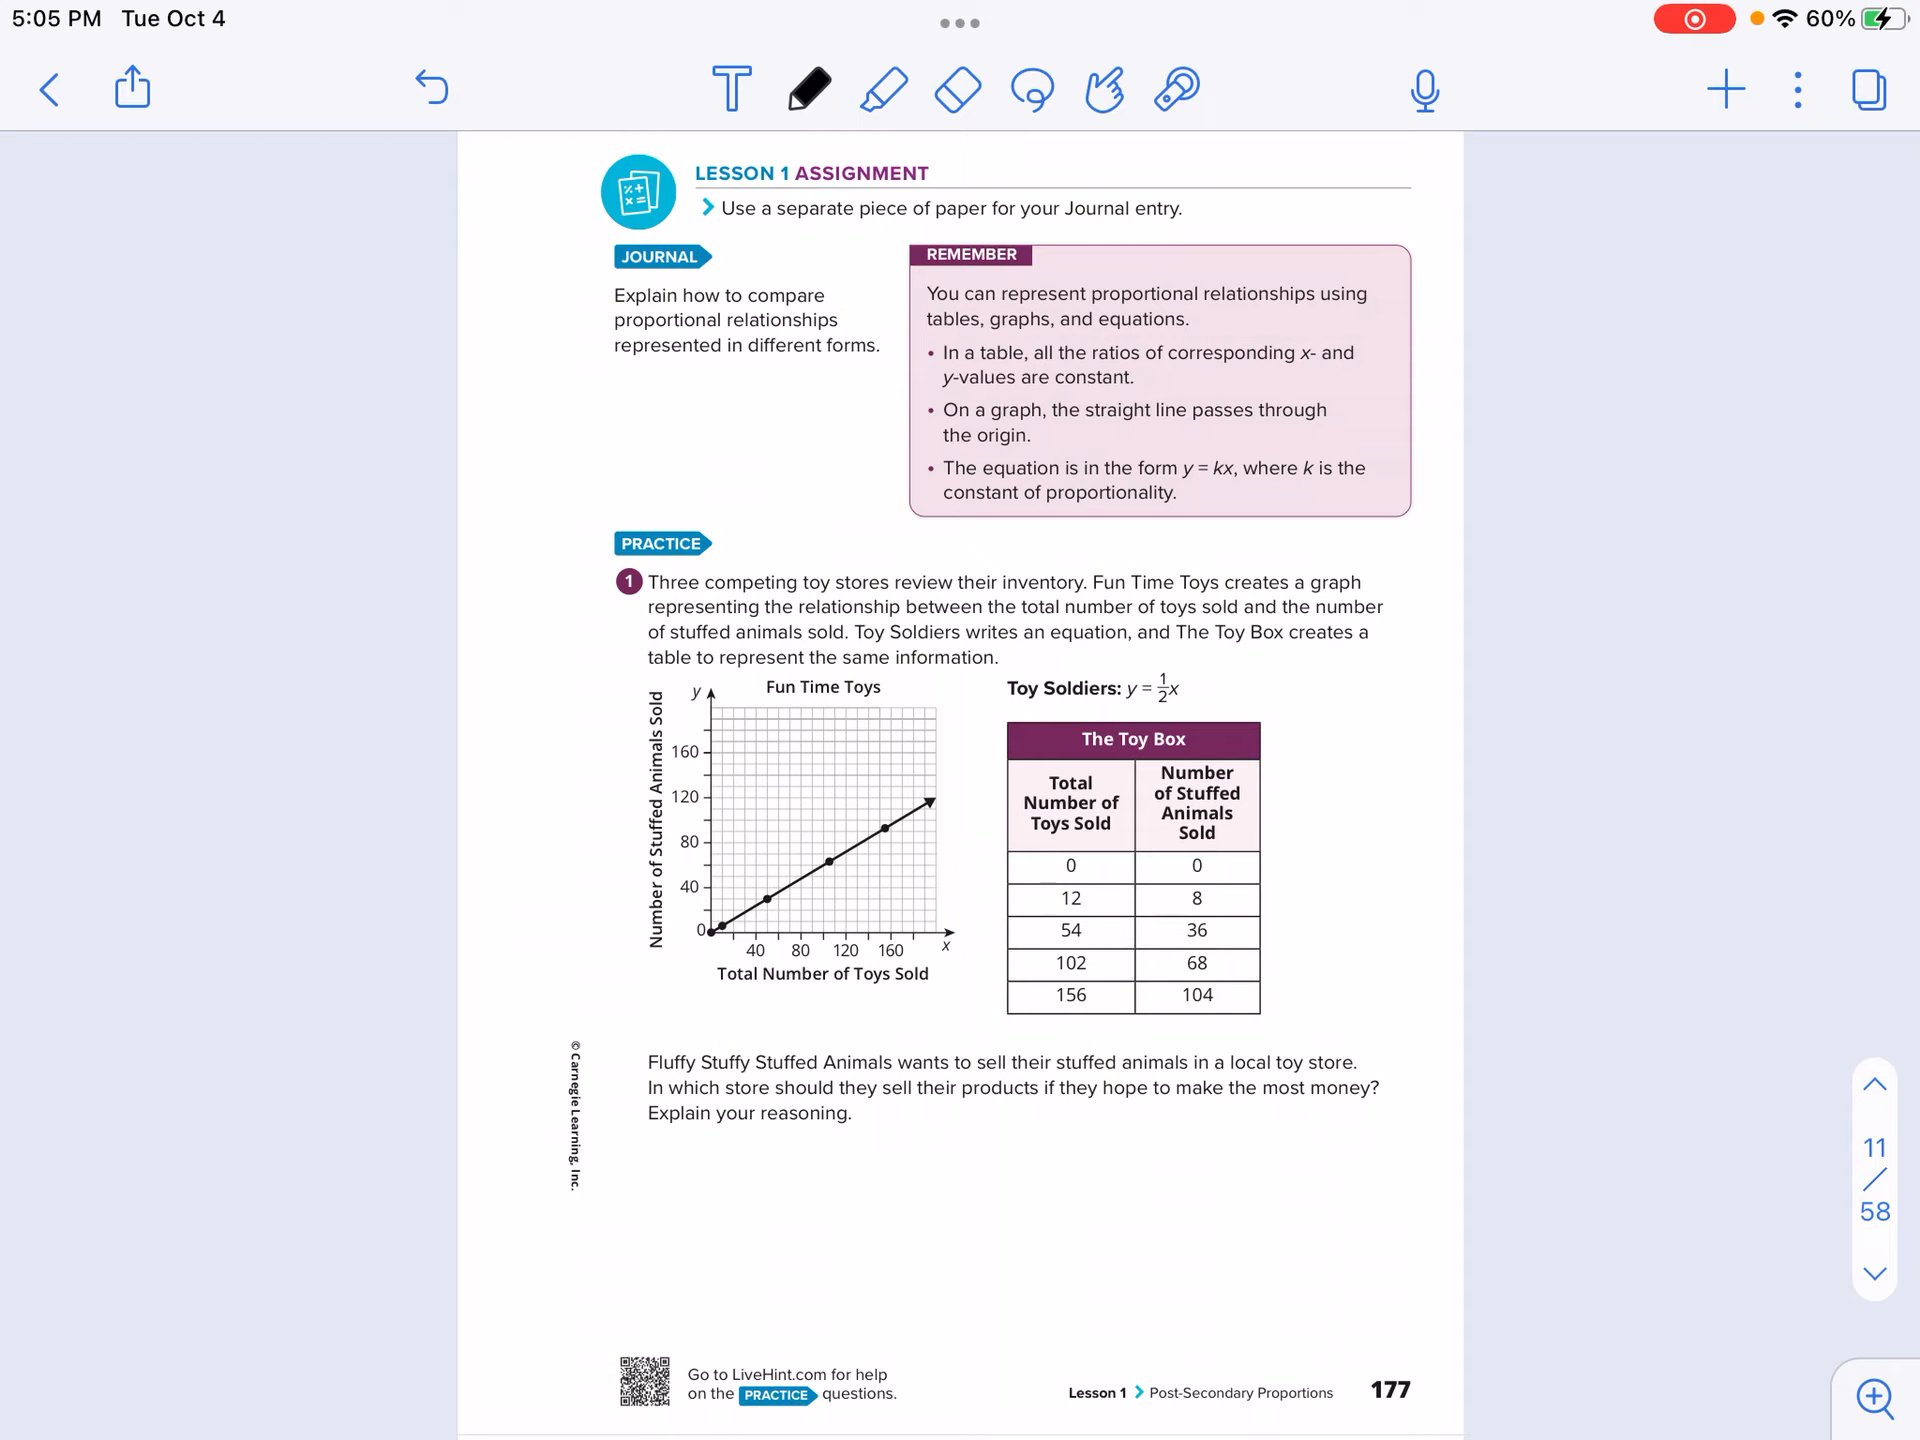 5:05 PM Tue Oct 4
60%
LESSON 1 ASSIGNMENT
Use a separate piece of paper for your Journal entry.
JOURNAL
Explain how to compare
proportional relationships
represented in different forms.
REMEMBER
You can represent proportional relationships using
tables, graphs, and equations.
• In a table, all the ratios of corresponding x- and
y-values are constant.
• On a graph, the straight line passes through
the origin.
• The equation is in the form y = kx, where k is the
constant of proportionality.
PRACTICE
1 Three competing toy stores review their inventory. Fun Time Toys creates a graph
representing the relationship between the total number of toys sold and the number
of stuffed animals sold. Toy Soldiers writes an equation, and The Toy Box creates a
table to represent the same information.
Fun Time Toys
y
Number of Stuffed Animals Sold
160
120
80
40
0
40 80 120 160 x
Total Number of Toys Sold
Toy Soldiers: y = 1/2 x
The Toy Box
Total Number of Toys Sold Number of Stuffed Animals Sold
0 0
12 8
54 36
102 68
156 104
Fluffy Stuffy Stuffed Animals wants to sell their stuffed animals in a local toy store.
In which store should they sell their products if they hope to make the most money?
Explain your reasoning.
© Carnegie Learning, Inc.
Go to LiveHint.com for help
on the PRACTICE questions.
Lesson 1 > Post-Secondary Proportions 177
11
/
58